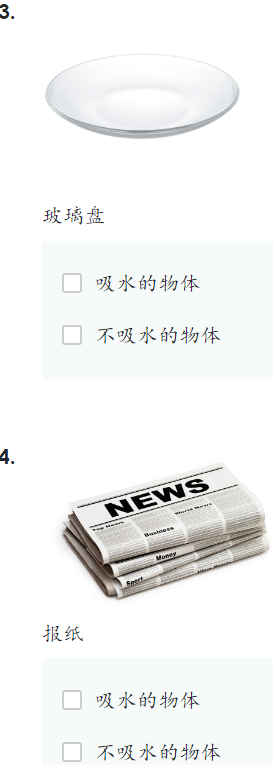 3.
玻璃盘
吸水的物体
不吸水的物体
4.
NEWS
Top News
World News
Business
Money
Sport
报纸
吸水的物体
不吸水的物体